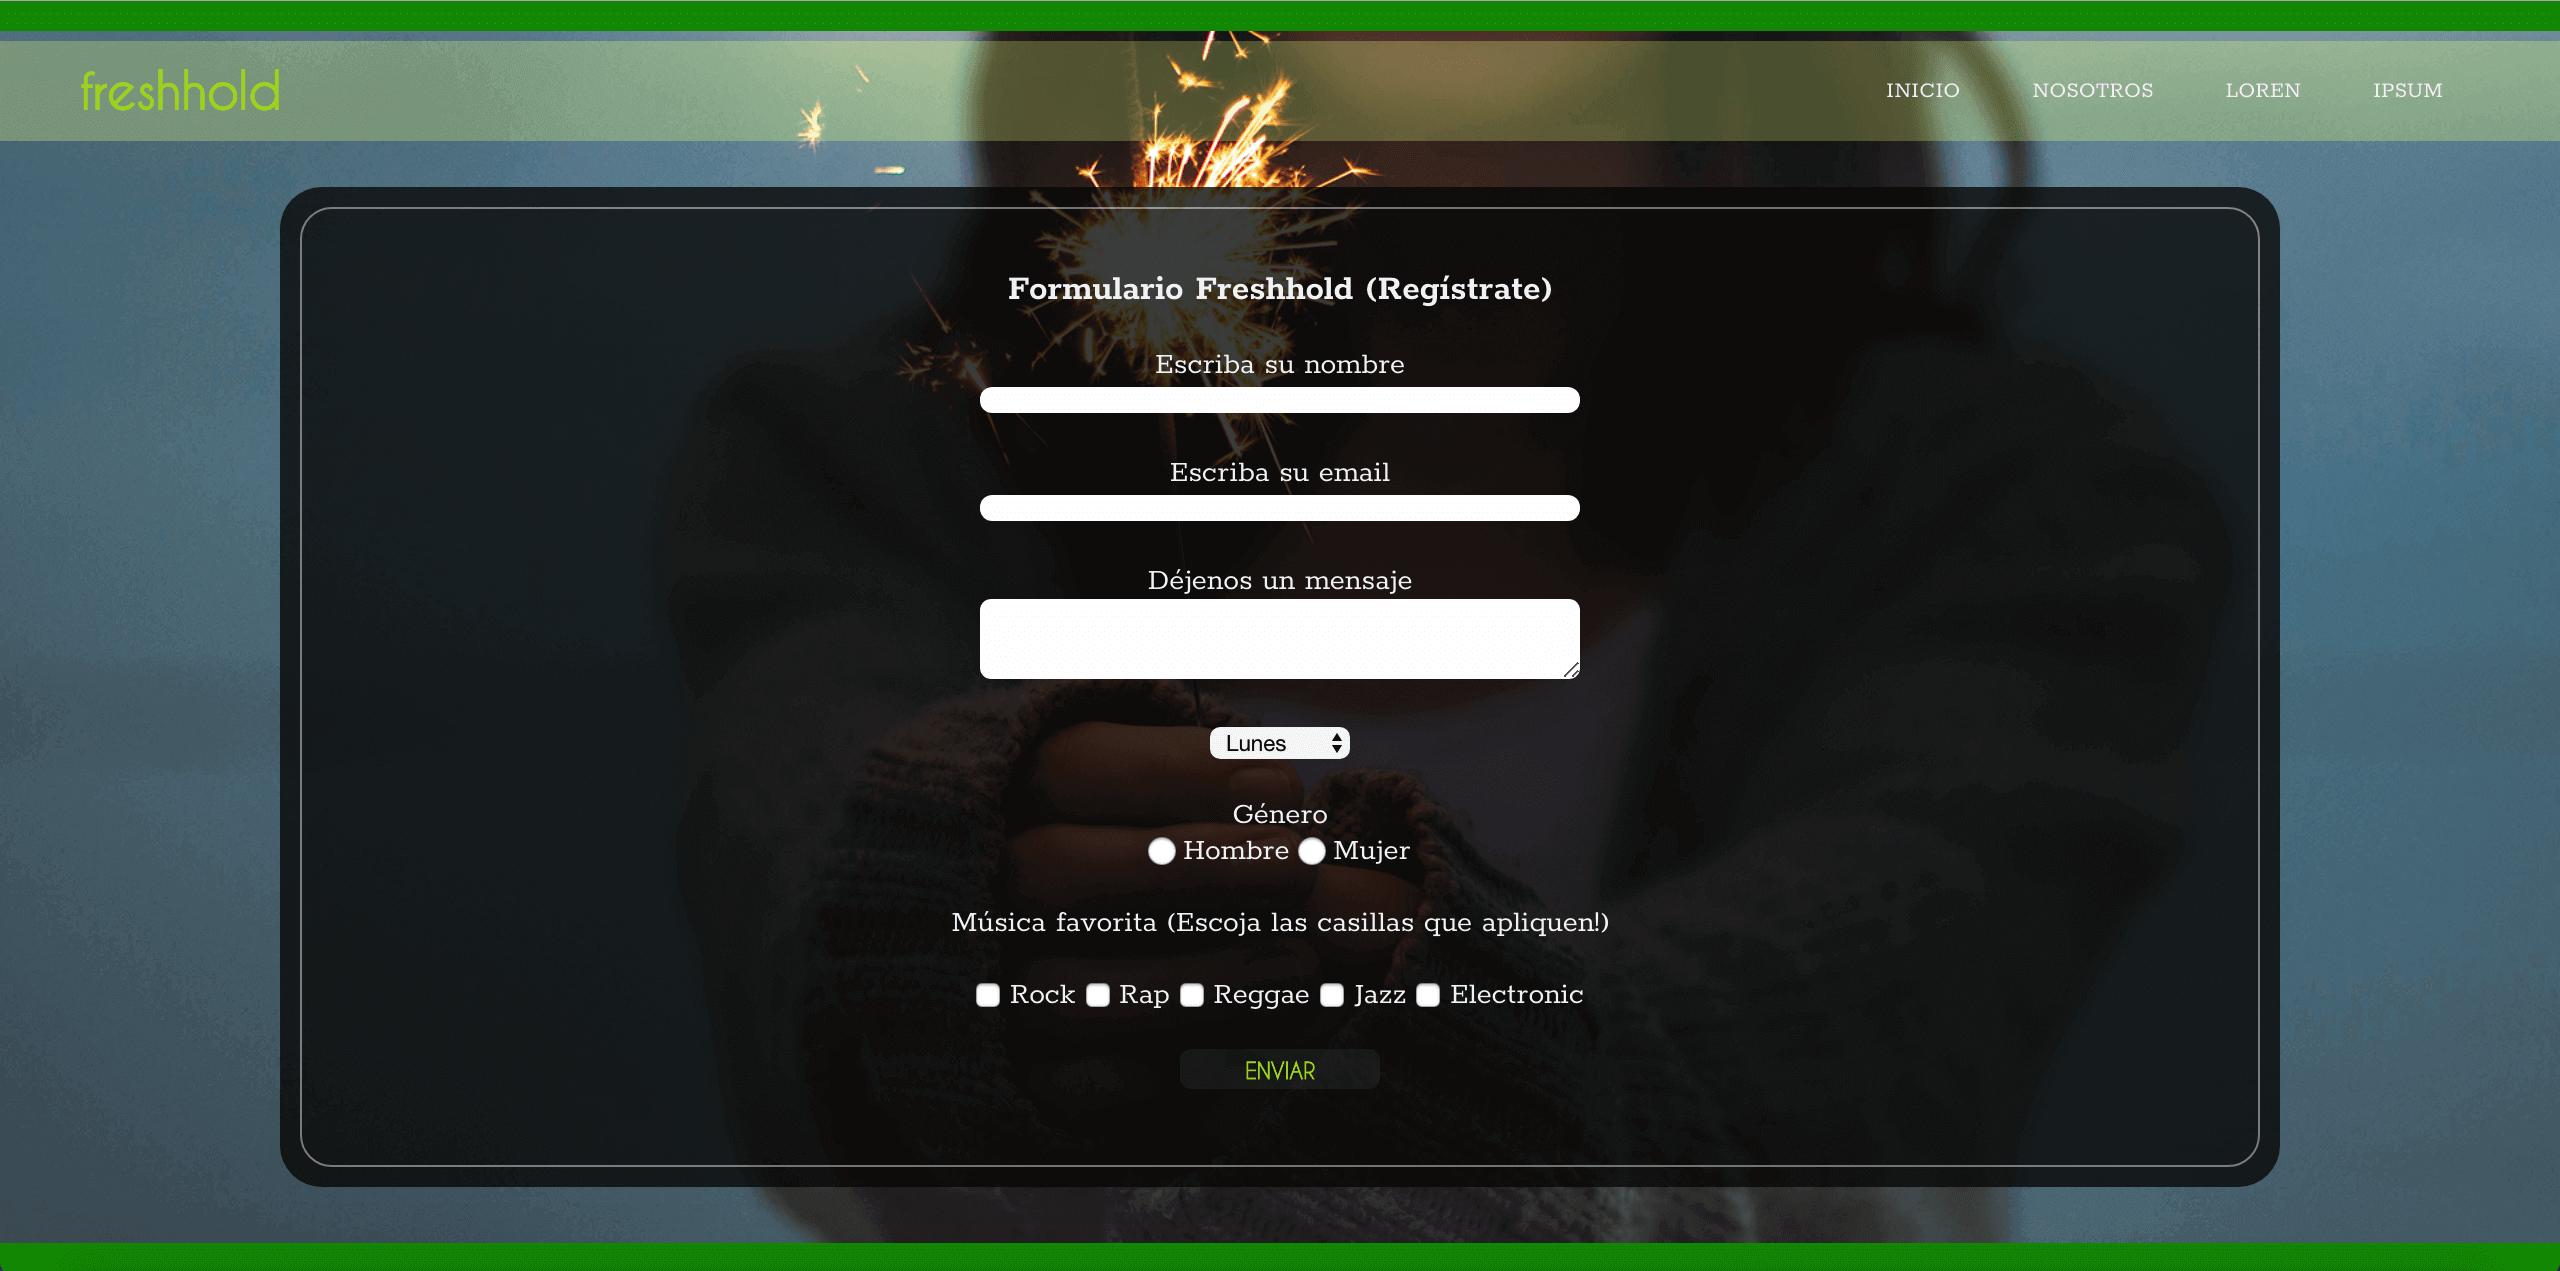 freshhold
INICIO NOSOTROS LOREN IPSUM
Formulario Freshhold (Regístrate)
Escriba su nombre
Escriba su email
Déjenos un mensaje
Lunes
Género
Hombre Mujer
Música favorita (Escoja las casillas que apliquen!)
Rock Rap Reggae Jazz Electronic
ENVIAR